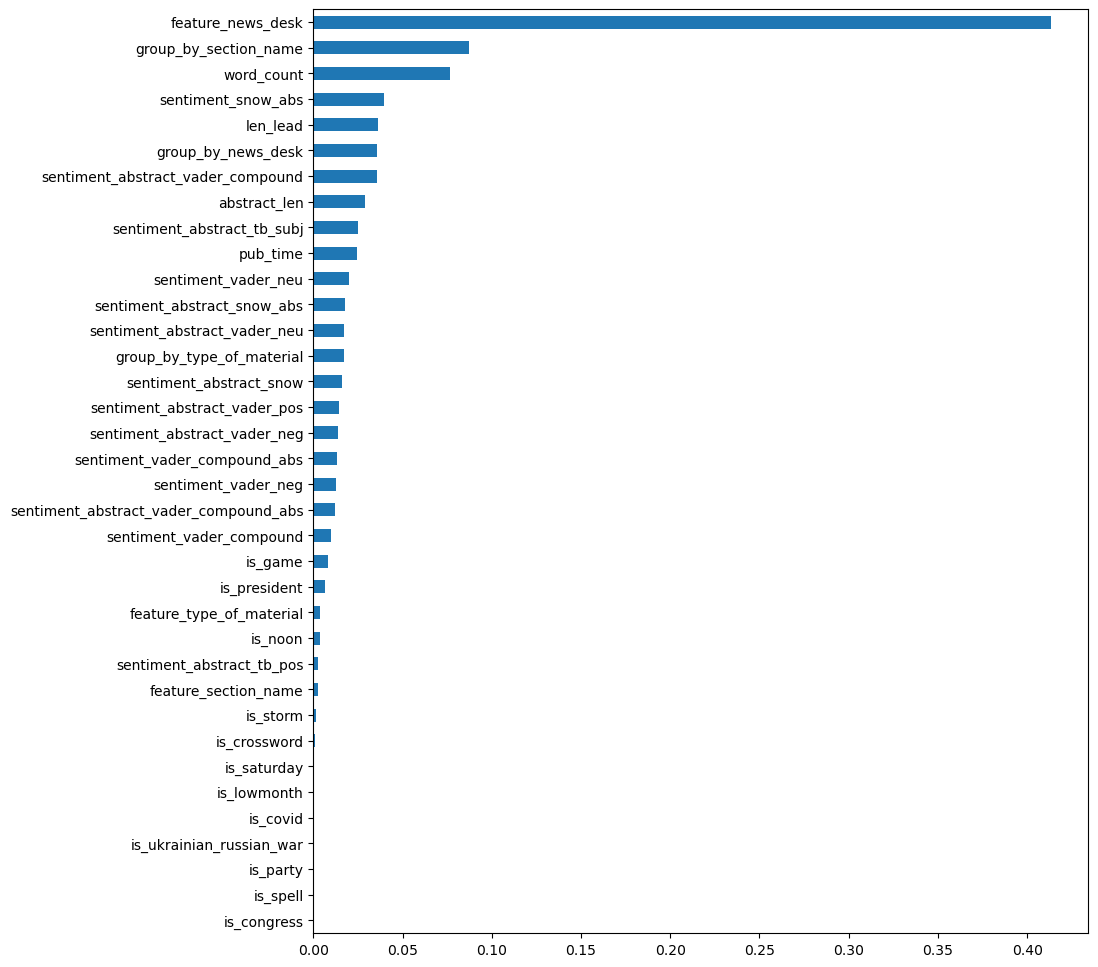 feature_news_desk
group_by_section_name
word_count
sentiment_snow_abs
len_lead
group_by_news_desk
sentiment_abstract_vader_compound
abstract_len
sentiment_abstract_tb_subj
pub_time
sentiment_vader_neu
sentiment_abstract_snow_abs
sentiment_abstract_vader_neu
group_by_type_of_material
sentiment_abstract_snow
sentiment_abstract_vader_pos
sentiment_abstract_vader_neg
sentiment_vader_compound_abs
sentiment_vader_neg
sentiment_abstract_vader_compound_abs
sentiment_vader_compound
is_game
is_president
feature_type_of_material
is_noon
sentiment_abstract_tb_pos
feature_section_name
is_storm
is_crossword
is_saturday
is_lowmonth
is_covid
is_ukrainian_russian_war
is_party
is_spell
is_congress
0.00 0.05 0.10 0.15 0.20 0.25 0.30 0.35 0.40